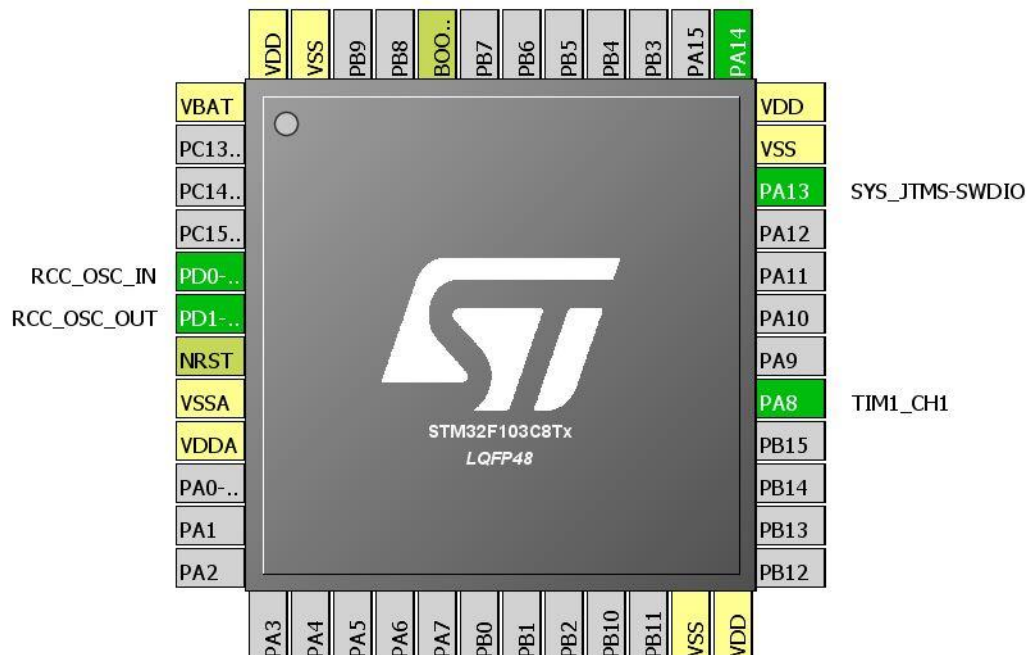 VDD VSS PB9 PB8 BOO.. PB7 PB6 PB5 PB4 PB3 PA15 PA14
VBAT VDD
PC13.. VSS
PC14.. PA13 SYS_JTMS-SWDIO
PC15.. PA12
RCC_OSC_IN PD0-.. PA11
RCC_OSC_OUT PD1-.. PA10
NRST PA9
VSSA PA8 TIM1_CH1
STM32F103C8Tx
VDDA PB15
LQFP48
PA0-.. PB14
PA1 PB13
PA2 PB12
PA3 PA4 PA5 PA6 PA7 PB0 PB1 PB2 PB10 PB11 VSS VDD